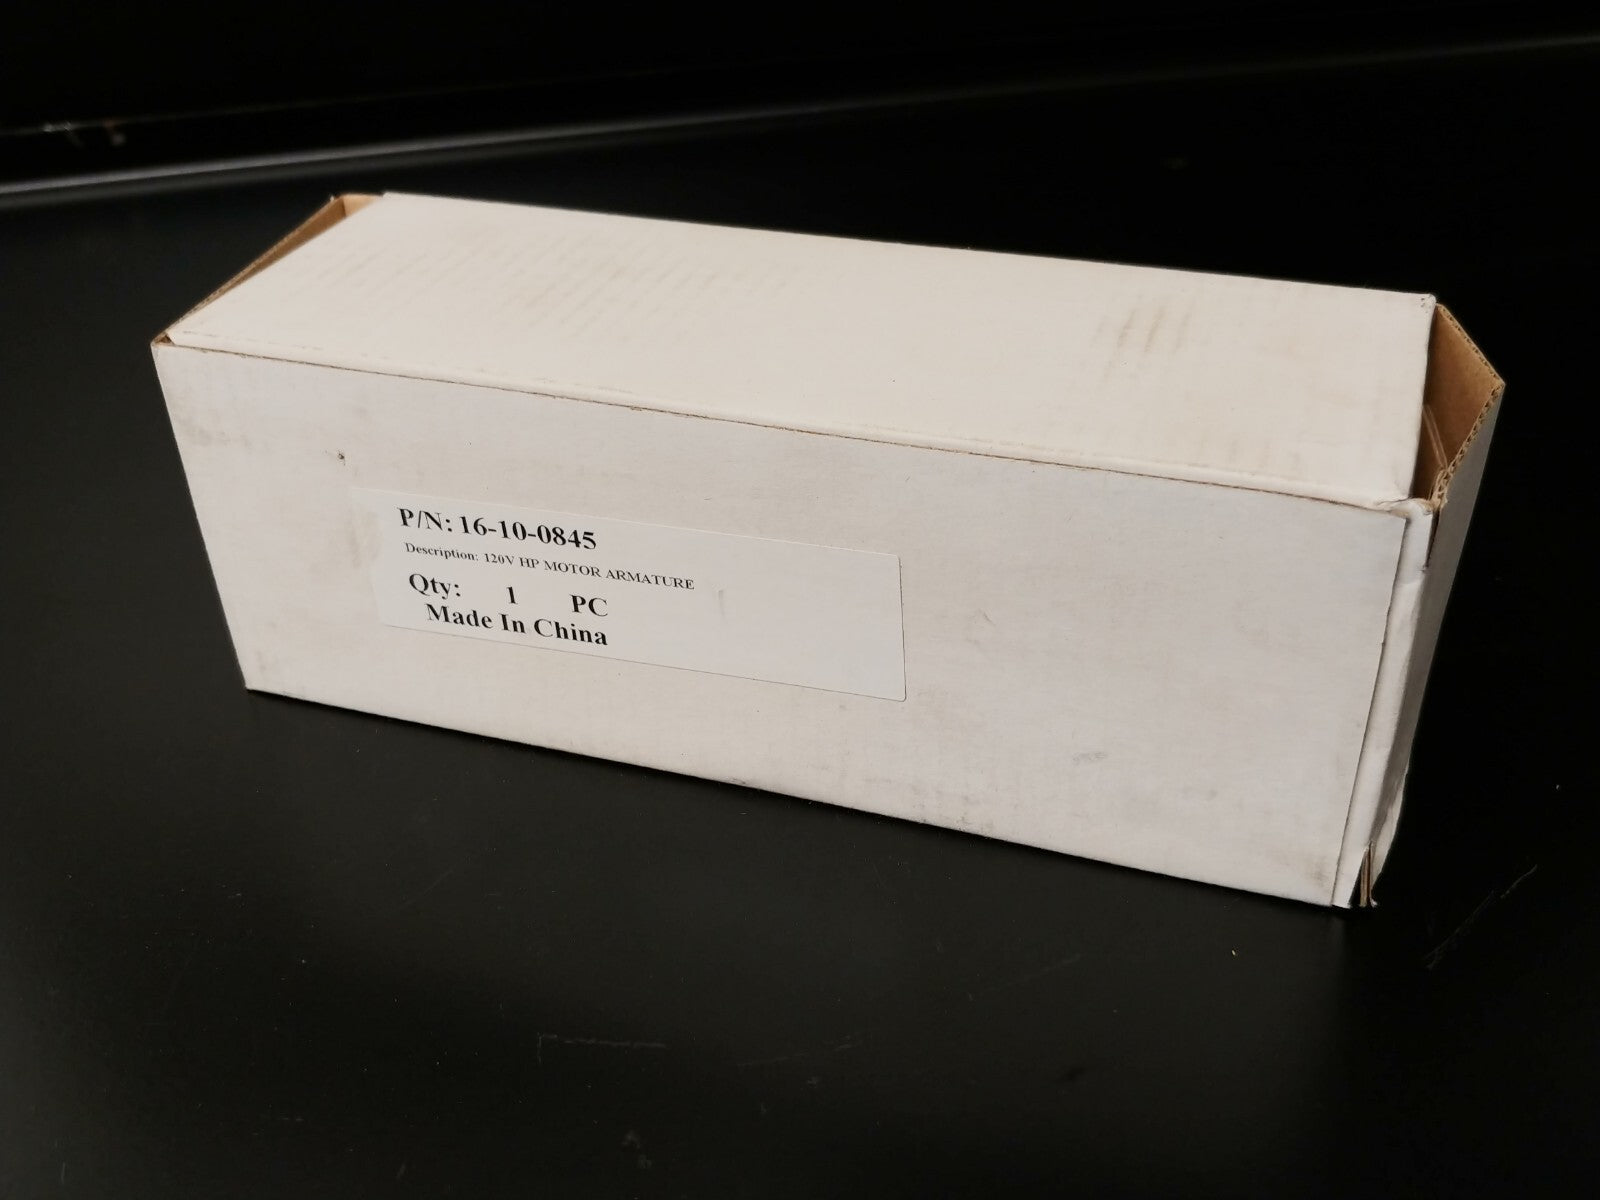 P/N: 16-10-0845
Description: 120V HP MOTOR ARMATURE
Qty: 1 PC
Made In China